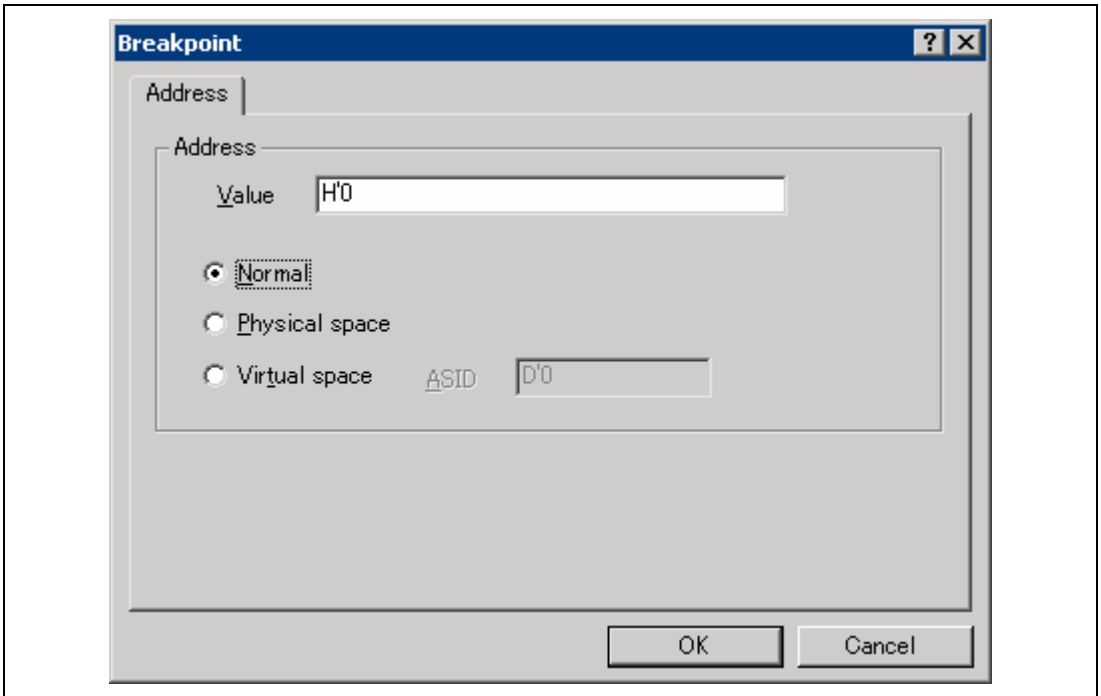 Breakpoint
Address
Address
Value H'0
Normal
Physical space
Virtual space ASID D'0
OK Cancel